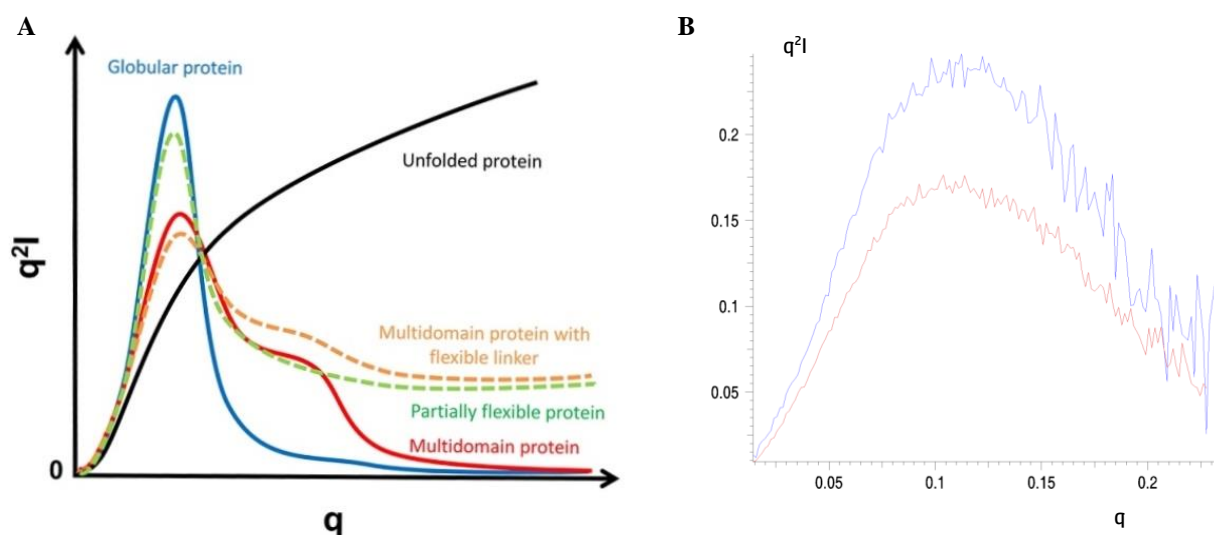 A
Globular protein
Unfolded protein
Multidomain protein with
flexible linker
Partially flexible protein
Multidomain protein
q²I
0
q
B
q²I
0.2
0.15
0.1
0.05
0.05
0.1
0.15
0.2
q